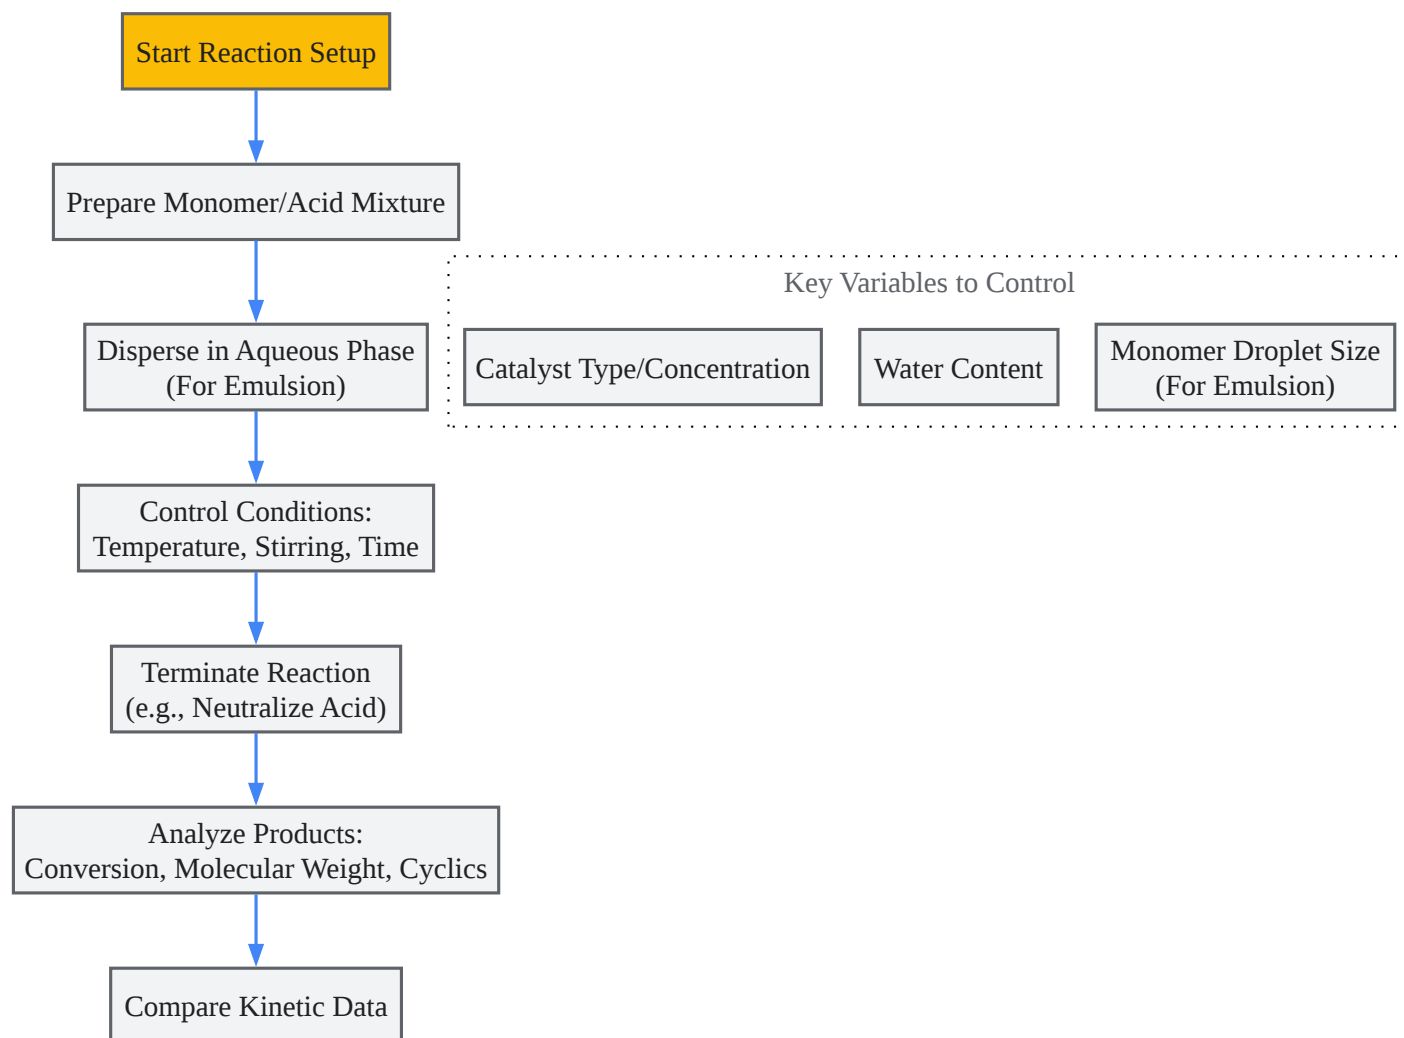 Start Reaction Setup
Prepare Monomer/Acid Mixture
Key Variables to Control
Disperse in Aqueous Phase
(For Emulsion)
Catalyst Type/Concentration
Water Content
Monomer Droplet Size
(For Emulsion)
Control Conditions:
Temperature, Stirring, Time
Terminate Reaction
(e.g., Neutralize Acid)
Analyze Products:
Conversion, Molecular Weight, Cyclics
Compare Kinetic Data